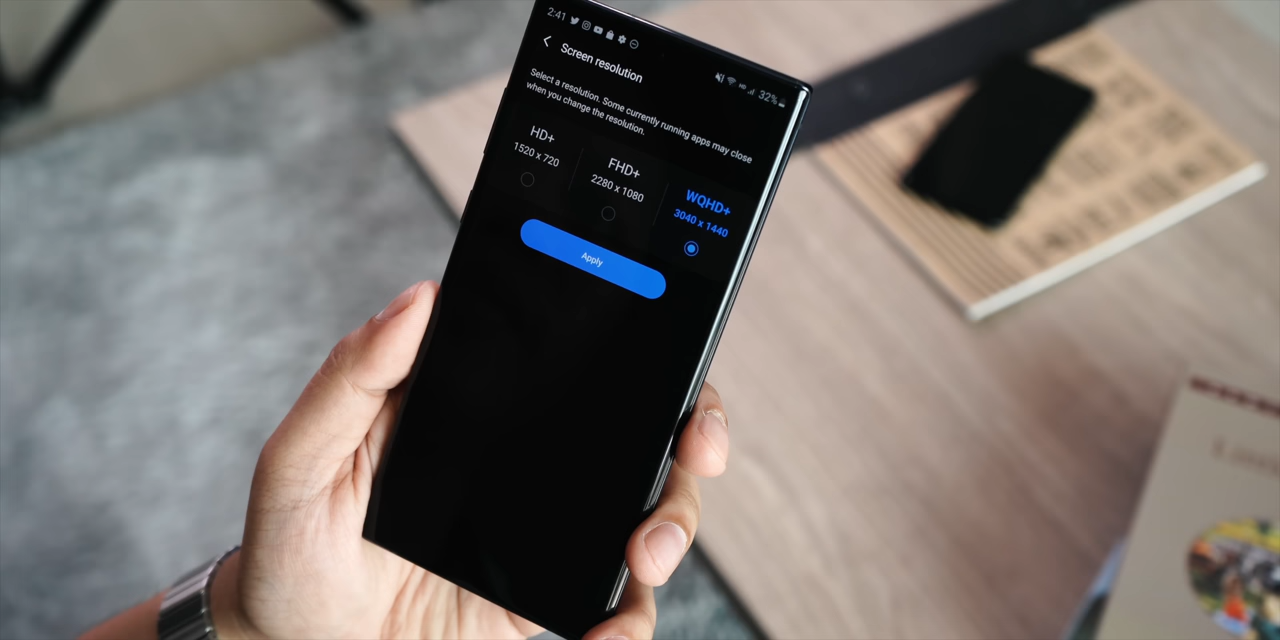 2:41
32%
Screen resolution
Select a resolution. Some currently running apps may close
when you change the resolution.
HD+
1520 x 720
FHD+
2280 x 1080
WQHD+
3040 x 1440
Apply